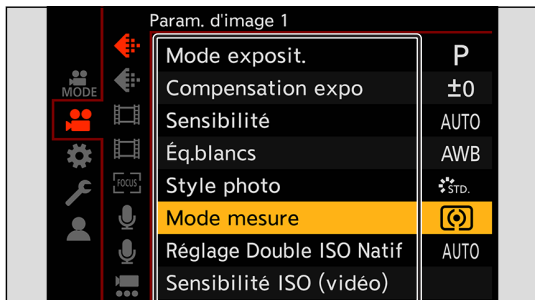 Param. d'image 1
MODE
FOCUS
Mode exposit. P
Compensation expo ±0
Sensibilité AUTO
Éq.blancs AWB
Style photo STD.
Mode mesure
Réglage Double ISO Natif AUTO
Sensibilité ISO (vidéo)